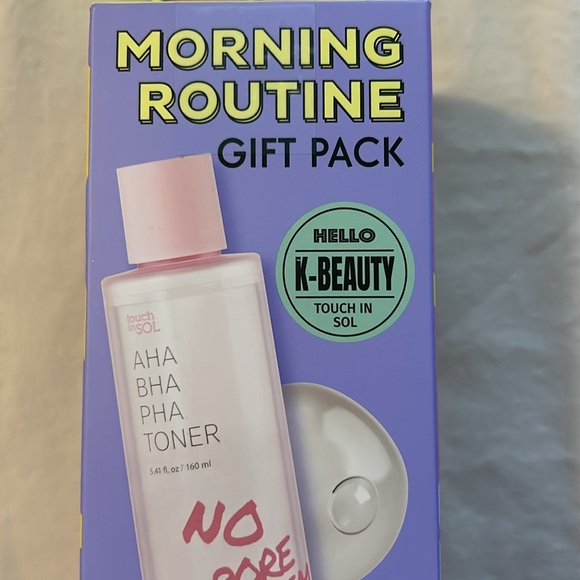 MORNING
ROUTINE
GIFT PACK
HELLO
K-BEAUTY
TOUCH IN
SOL
touch
in SOL
AHA
BHA
PHA
TONER
5.41 fl. oz / 160 ml
NO
PORE